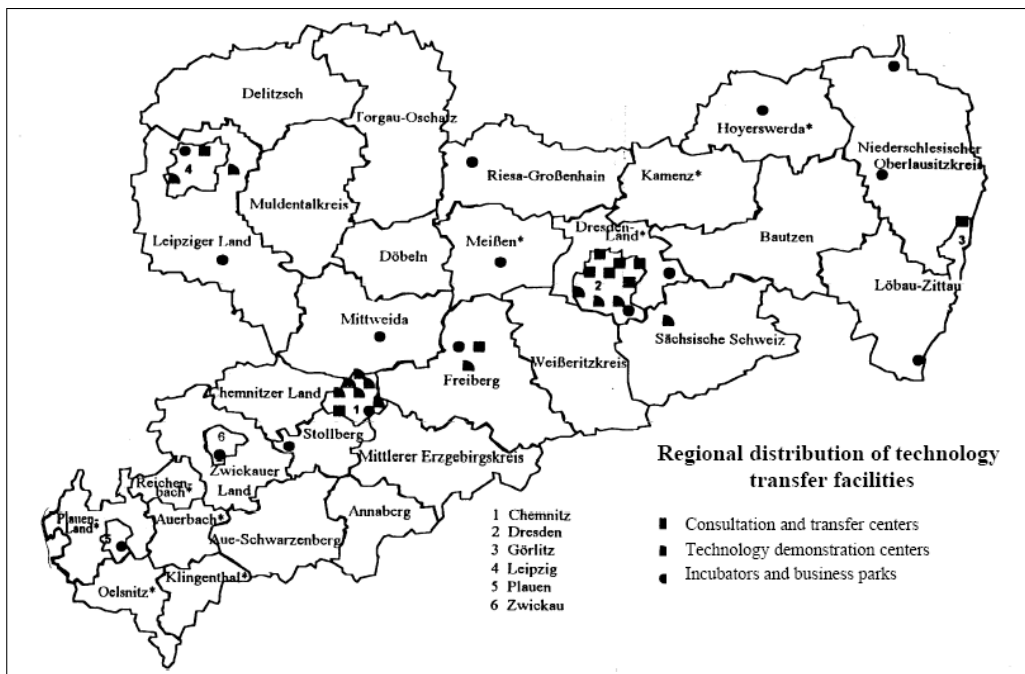 Delitzsch
Torgau-Oschatz
Hoyerswerda*
Niederschlesischer
Oberlausitzkreis
4
Riesa-Großenhain
Kamenz*
Muldentalkreis
Leipziger Land
Döbeln
Meißen*
Dresden-
Land*
Bautzen
3
2
Löbau-Zittau
Mittweida
Sächsische Schweiz
Weißeritzkreis
Freiberg
Chemnitzer Land
1
6
Stollberg
Mittlerer Erzgebirgskreis
Zwickauer
Land
Reichen-
bach*
Annaberg
Plauen-
Land*
Auerbach*
5
Aue-Schwarzenberg
Klingenthal*
Oelsnitz*
1 Chemnitz
2 Dresden
3 Görlitz
4 Leipzig
5 Plauen
6 Zwickau
Regional distribution of technology
transfer facilities
Consultation and transfer centers
Technology demonstration centers
Incubators and business parks